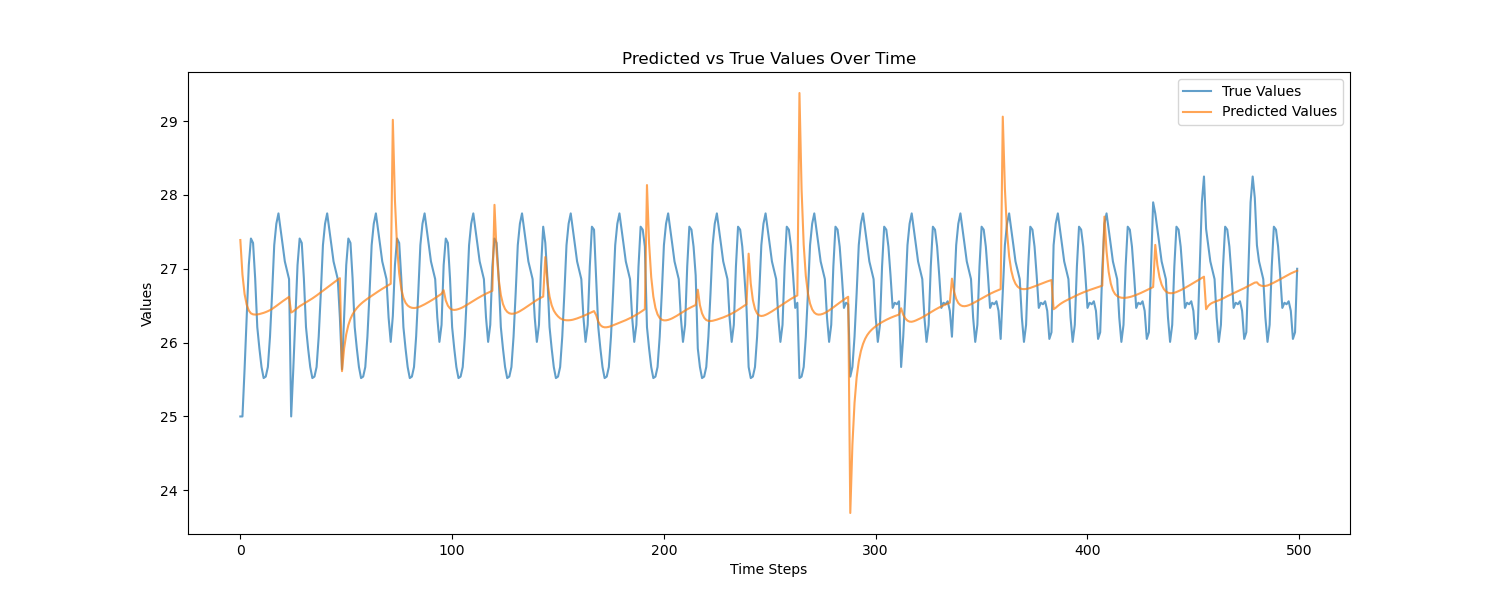 Predicted vs True Values Over Time
True Values
Predicted Values
Values
29
28
27
26
25
24
0
100
200
300
400
500
Time Steps